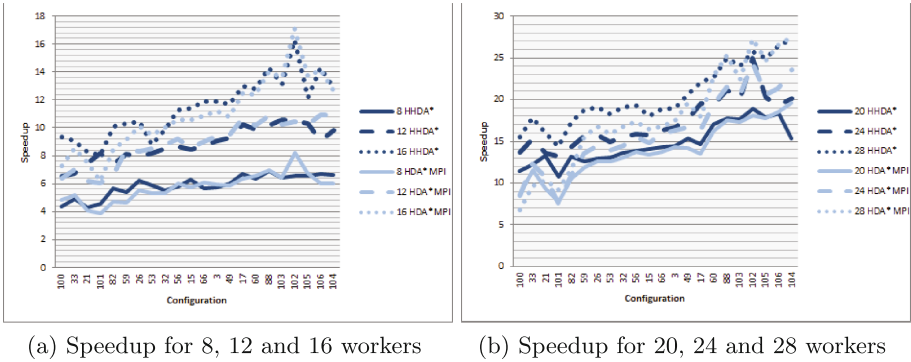 18
16
14
12
10
8
6
4
2
0
Speedup
100 33 21 101 82 59 26 53 32 56 15 66 3 49 17 60 88 103 102 105 106 104
Configuration
8 HHDA*
12 HHDA*
16 HHDA*
8 HDA* MPI
12 HDA* MPI
16 HDA* MPI
(a) Speedup for 8, 12 and 16 workers
30
25
20
15
10
5
0
Speedup
100 33 21 101 82 59 26 53 32 56 15 66 3 49 17 60 88 103 102 105 106 104
Configuration
20 HHDA*
24 HHDA*
28 HHDA*
20 HDA* MPI
24 HDA* MPI
28 HDA* MPI
(b) Speedup for 20, 24 and 28 workers